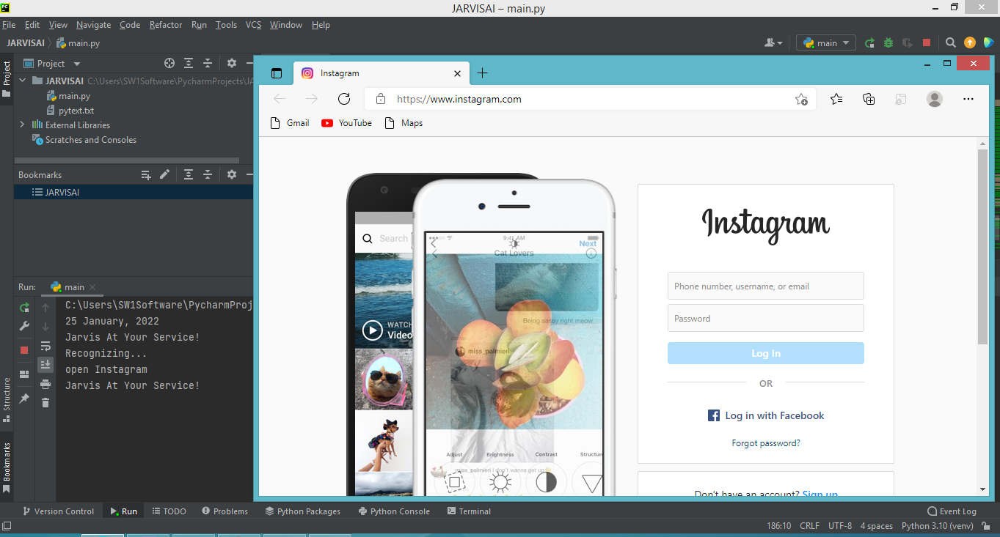 JARVISAI – main.py
File Edit View Navigate Code Refactor Run Tools VCS Window Help
JARVISAI main.py
main
Project
Project
JARVISAI C:\Users\SW1Software\PycharmProjects\JA
main.py
pytext.txt
External Libraries
Scratches and Consoles
Bookmarks
JARVISAI
Run: main
C:\Users\SW1Software\PycharmProj
25 January, 2022
Jarvis At Your Service!
Recognizing...
open Instagram
Jarvis At Your Service!
Structure
Bookmarks
Instagram
https://www.instagram.com
Gmail YouTube Maps
Search
WATCH
Video
9:41 AM
Next
Cat Lovers
Being sassy right meow
miss_palmieri
Adjust Brightness Contrast Structure
miss_palmieri I don't wanna get up
Instagram
Phone number, username, or email
Password
Log In
OR
Log in with Facebook
Forgot password?
Don't have an account? Sign up
Version Control Run TODO Problems Python Packages Python Console Terminal Event Log
186:10 CRLF UTF-8 4 spaces Python 3.10 (venv)